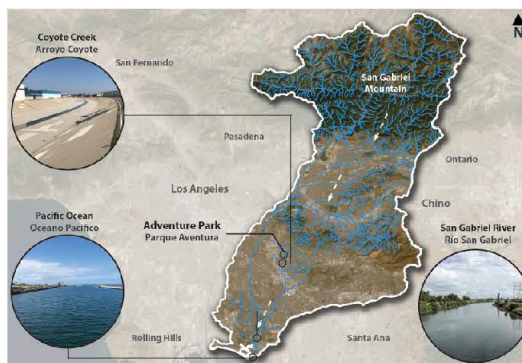 N
Coyote Creek
Arroyo Coyote
San Fernando
San Gabriel
Mountain
Pasadena
Ontario
Los Angeles
Chino
Pacific Ocean
Oceano Pacifico
Adventure Park
Parque Aventura
San Gabriel River
Rio San Gabriel
Rolling Hills
Santa Ana